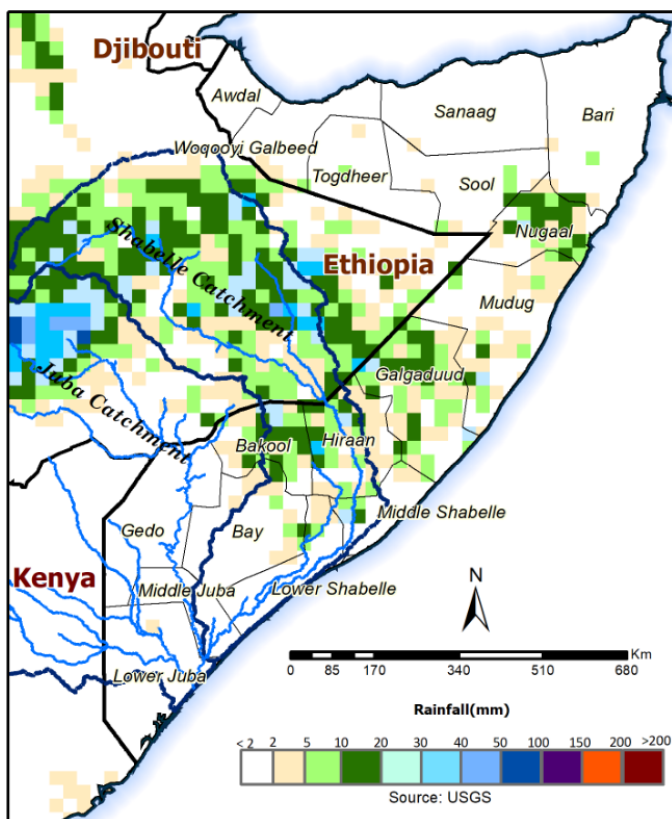 Djibouti
Awdal
Sanaag
Bari
Woqooyi Galbeed
Togdheer
Sool
Shabelle Catchment
Ethiopia
Nugaal
Mudug
Juba Catchment
Galgaduud
Bakool
Hiraan
Middle Shabelle
Gedo
Bay
Kenya
Middle Juba
Lower Shabelle
N
Lower Juba
0 85 170 340 510 680 Km
Rainfall(mm)
< 2 2 5 10 20 30 40 50 100 150 200 >200
Source: USGS